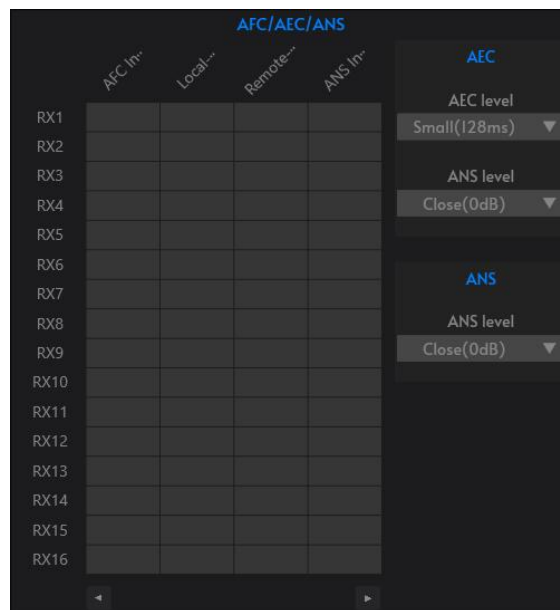 AFC/AEC/ANS
AFC In..
Local...
Remote...
ANS In..
RX1
RX2
RX3
RX4
RX5
RX6
RX7
RX8
RX9
RX10
RX11
RX12
RX13
RX14
RX15
RX16
AEC
AEC level
Small(128ms)
ANS level
Close(0dB)
ANS
ANS level
Close(0dB)